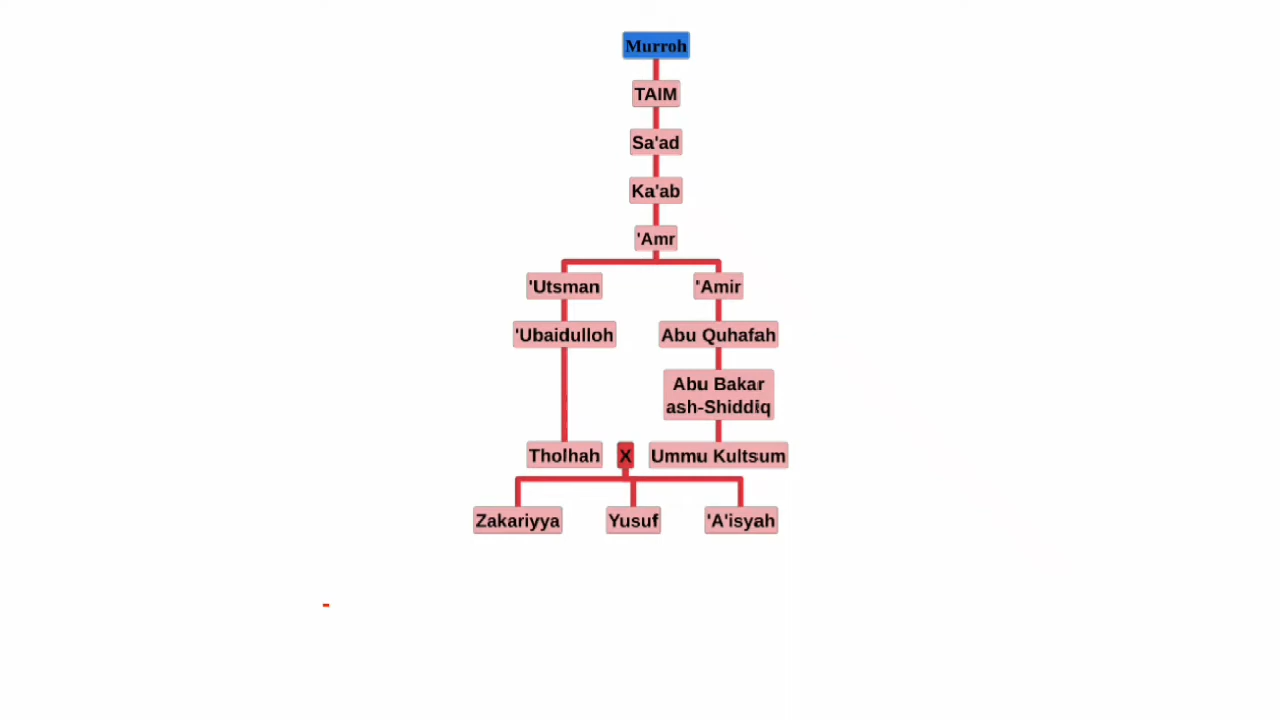 Murroh
TAIM
Sa'ad
Ka'ab
'Amr
'Utsman
'Amir
'Ubaidulloh
Abu Quhafah
Abu Bakar
ash-Shiddiq
Tholhah
X
Ummu Kultsum
Zakariyya
Yusuf
'A'isyah
-